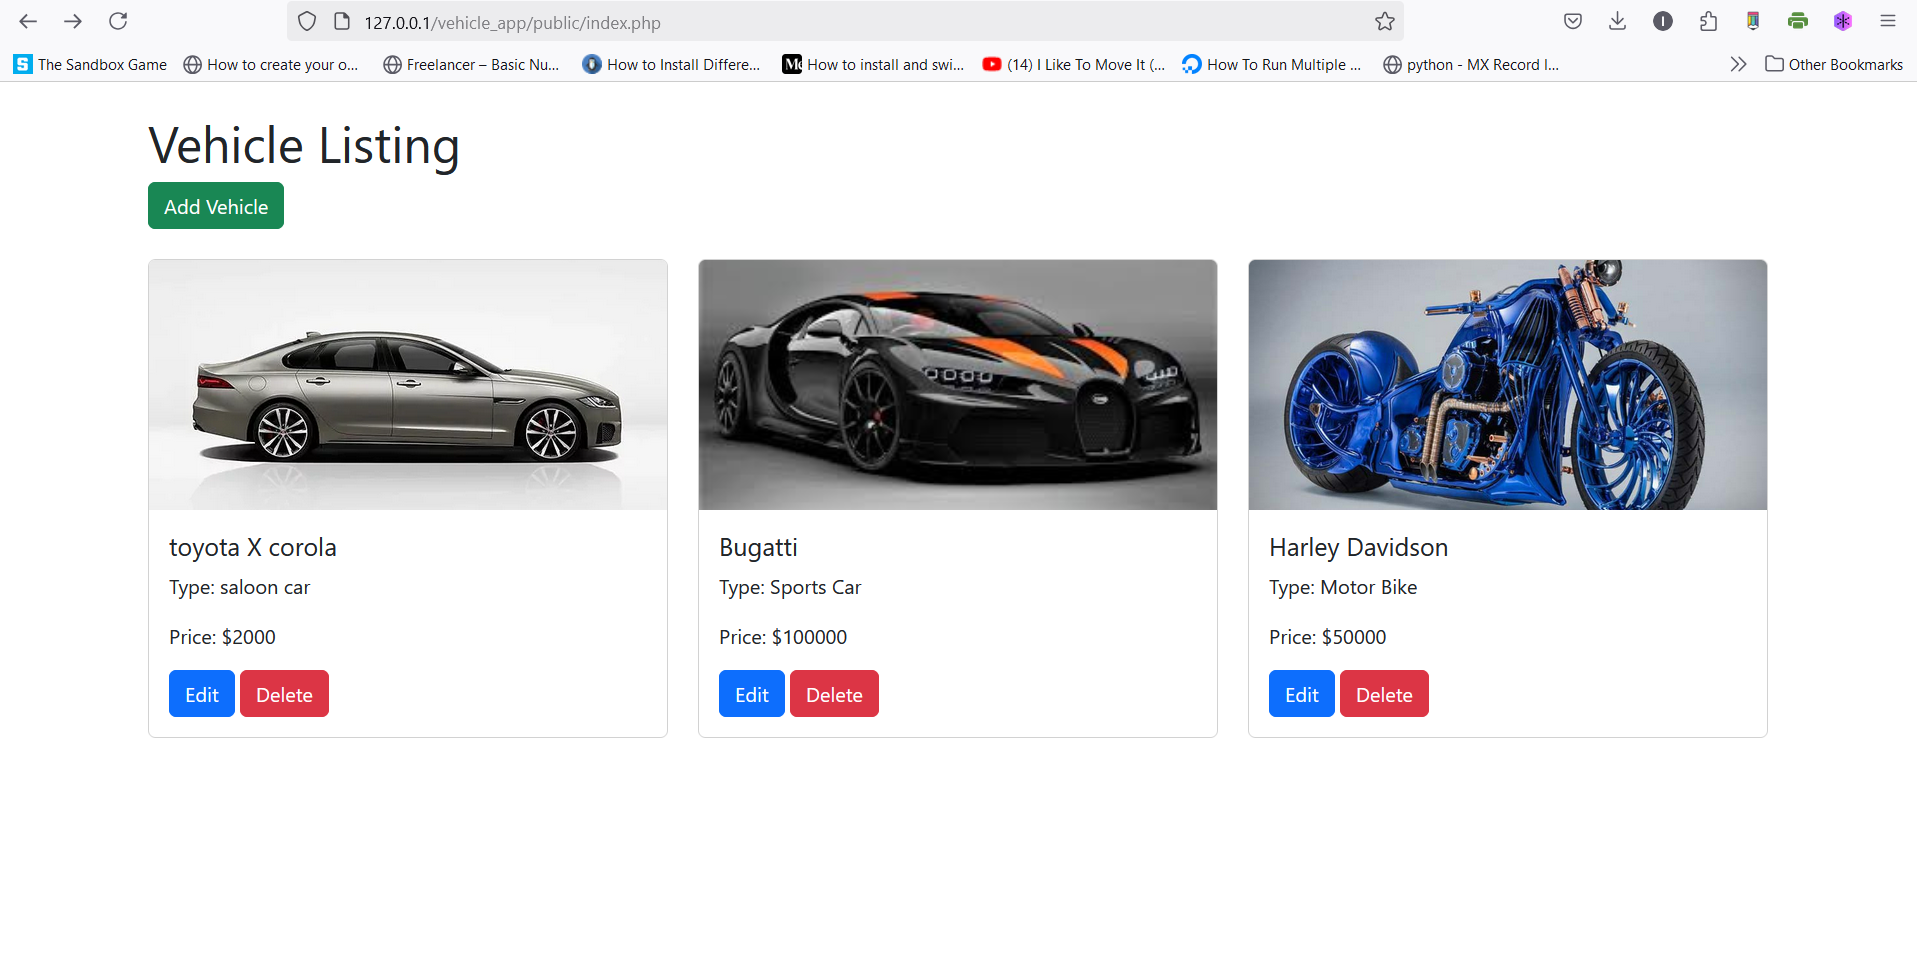 127.0.0.1/vehicle_app/public/index.php
The Sandbox Game
How to create your o...
Freelancer – Basic Nu...
How to Install Differe...
How to install and swi...
(14) I Like To Move It (...
How To Run Multiple ...
python - MX Record l...
Other Bookmarks
Vehicle Listing
Add Vehicle
toyota X corola
Type: saloon car
Price: $2000
Edit Delete
Bugatti
Type: Sports Car
Price: $100000
Edit Delete
Harley Davidson
Type: Motor Bike
Price: $50000
Edit Delete